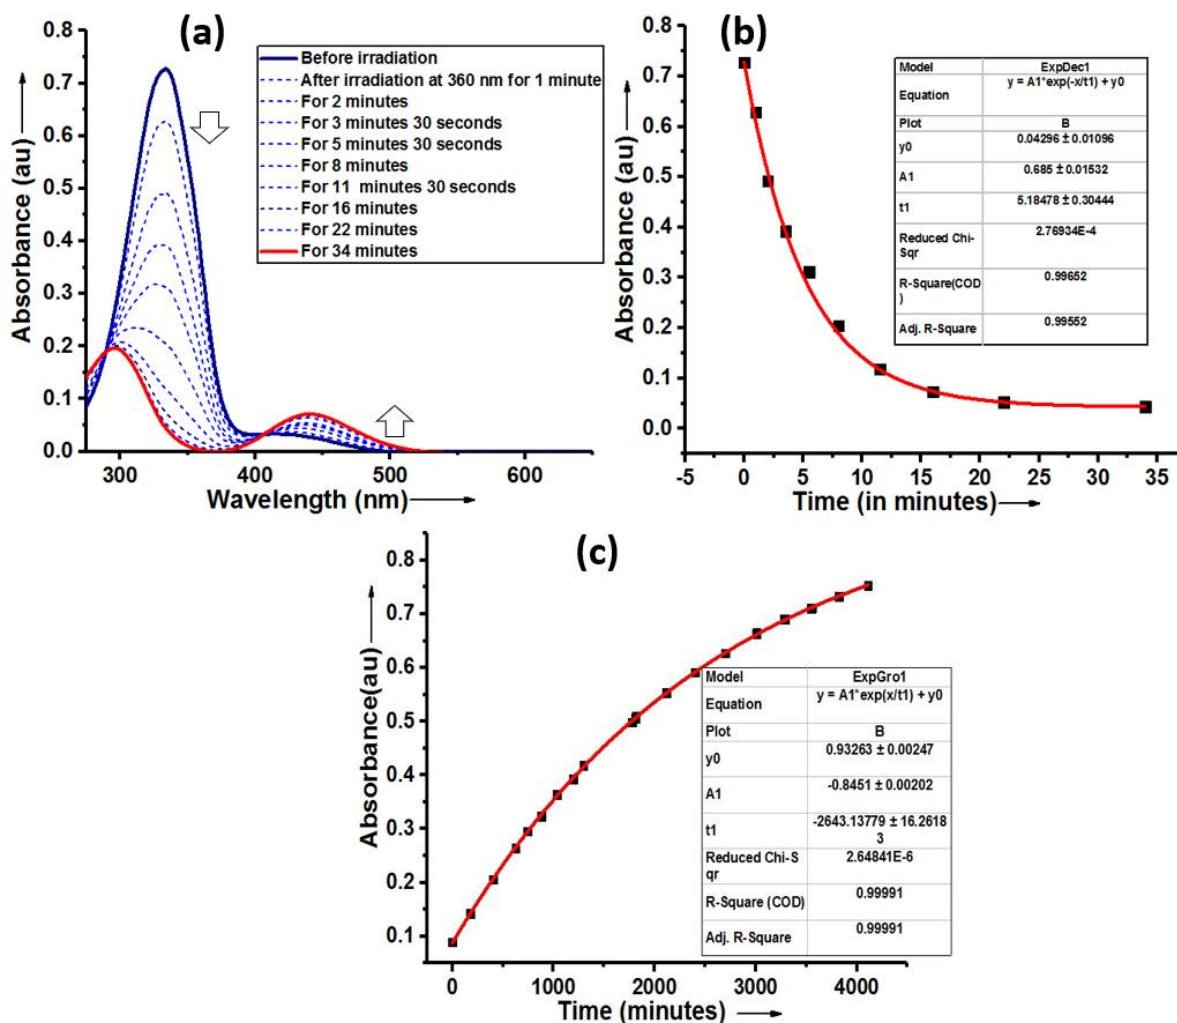 (a)
Absorbance (au)
0.8
0.7
0.6
0.5
0.4
0.3
0.2
0.1
0.0
Before irradiation
After irradiation at 360 nm for 1 minute
For 2 minutes
For 3 minutes 30 seconds
For 5 minutes 30 seconds
For 8 minutes
For 11 minutes 30 seconds
For 16 minutes
For 22 minutes
For 34 minutes
300 400 500 600
Wavelength (nm)
(b)
Absorbance (au)
0.8
0.7
0.6
0.5
0.4
0.3
0.2
0.1
0.0
Model ExpDec1
Equation y = A1*exp(-x/t1) + y0
Plot B
y0 0.04296 ± 0.01096
A1 0.685 ± 0.01532
t1 5.18478 ± 0.30444
Reduced Chi-
Sqr 2.76934E-4
R-Square(COD
) 0.99652
Adj. R-Square 0.99552
-5 0 5 10 15 20 25 30 35
Time (in minutes)
(c)
Absorbance(au)
0.8
0.7
0.6
0.5
0.4
0.3
0.2
0.1
Model ExpGro1
Equation y = A1*exp(x/t1) + y0
Plot B
y0 0.93263 ± 0.00247
A1 -0.8451 ± 0.00202
t1 -2643.13779 ± 16.2618
3
Reduced Chi-S
qr 2.64841E-6
R-Square (COD) 0.99991
Adj. R-Square 0.99991
0 1000 2000 3000 4000
Time (minutes)